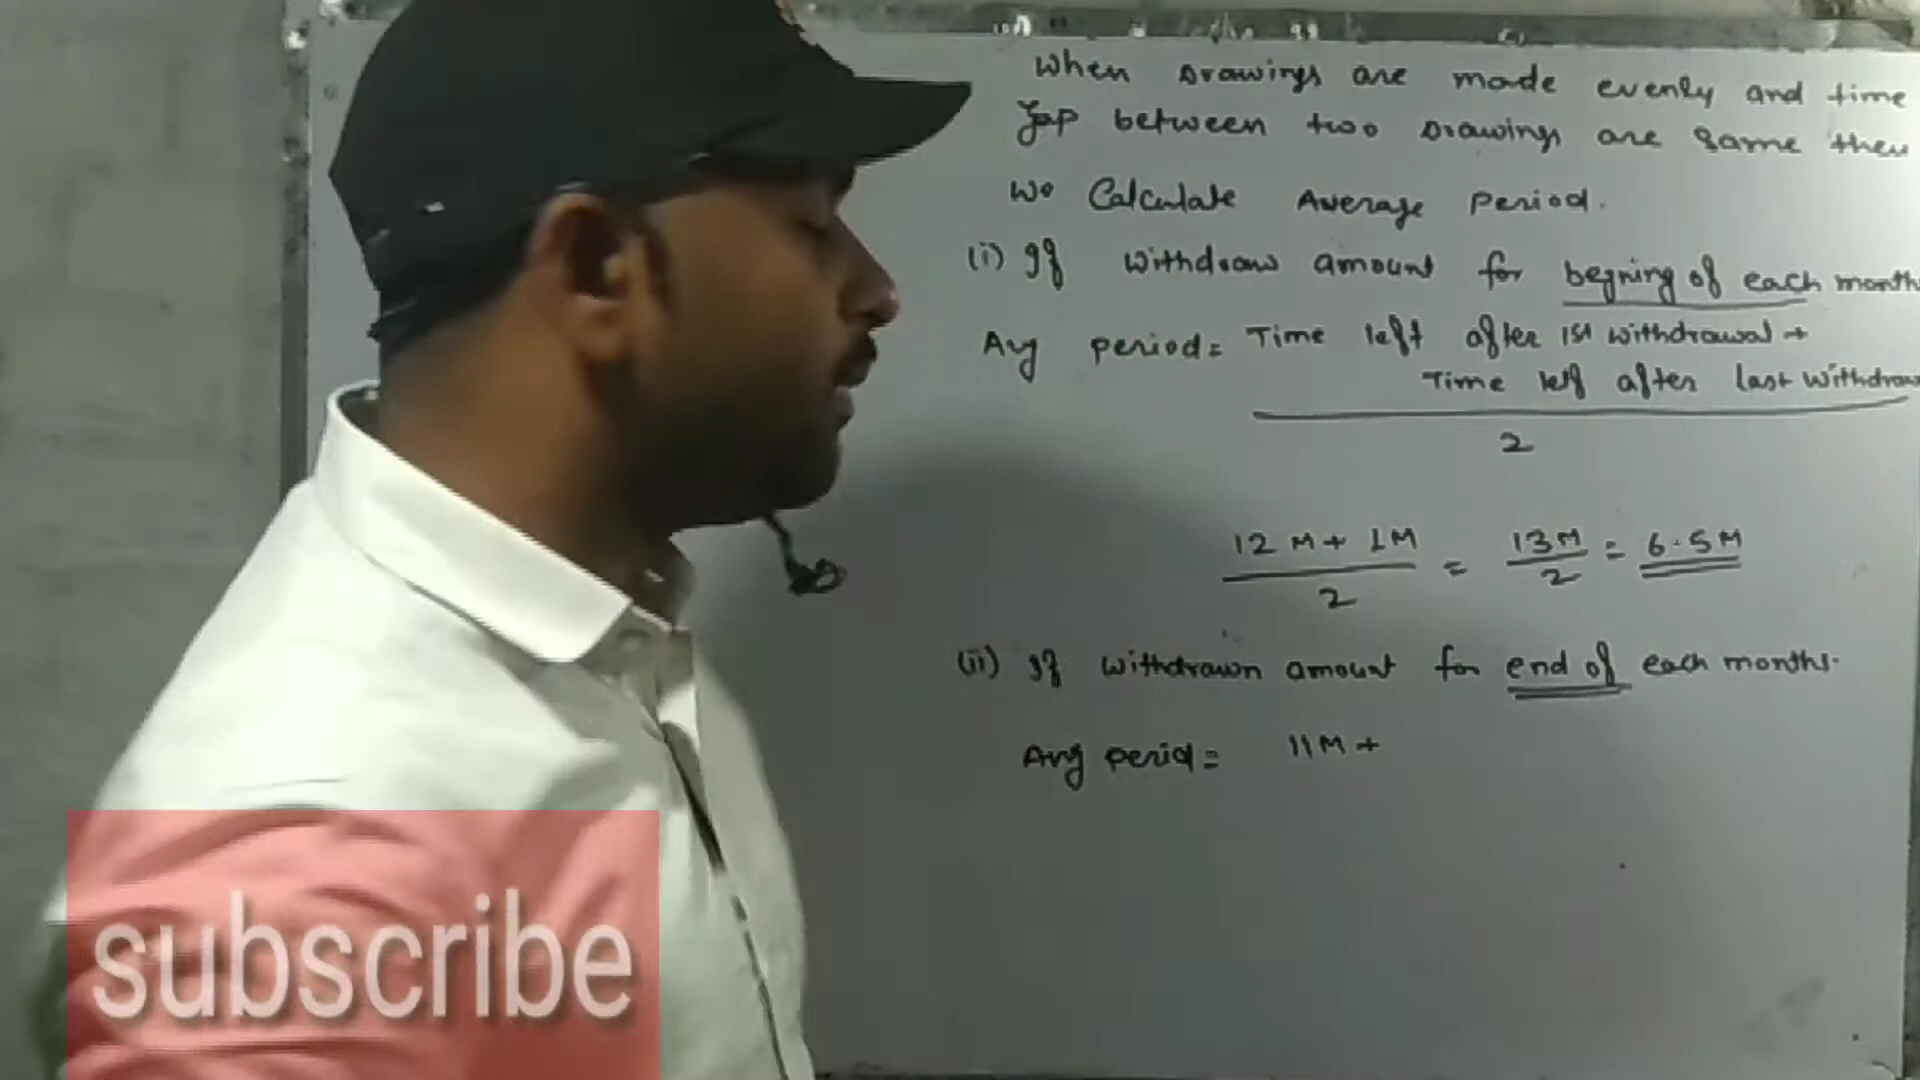 When Drawings are made evenly and time
gap between two Drawings are same then
We Calculate Average Period.
(i) If Withdraw amount for begning of each month
Avg period = Time left after 1st withdrawal +
Time left after last withdraw
2
12 M + 1M = 13M = 6.5M
2 2
(ii) If withdrawn amount for end of each months.
Avg period = 11M +
subscribe